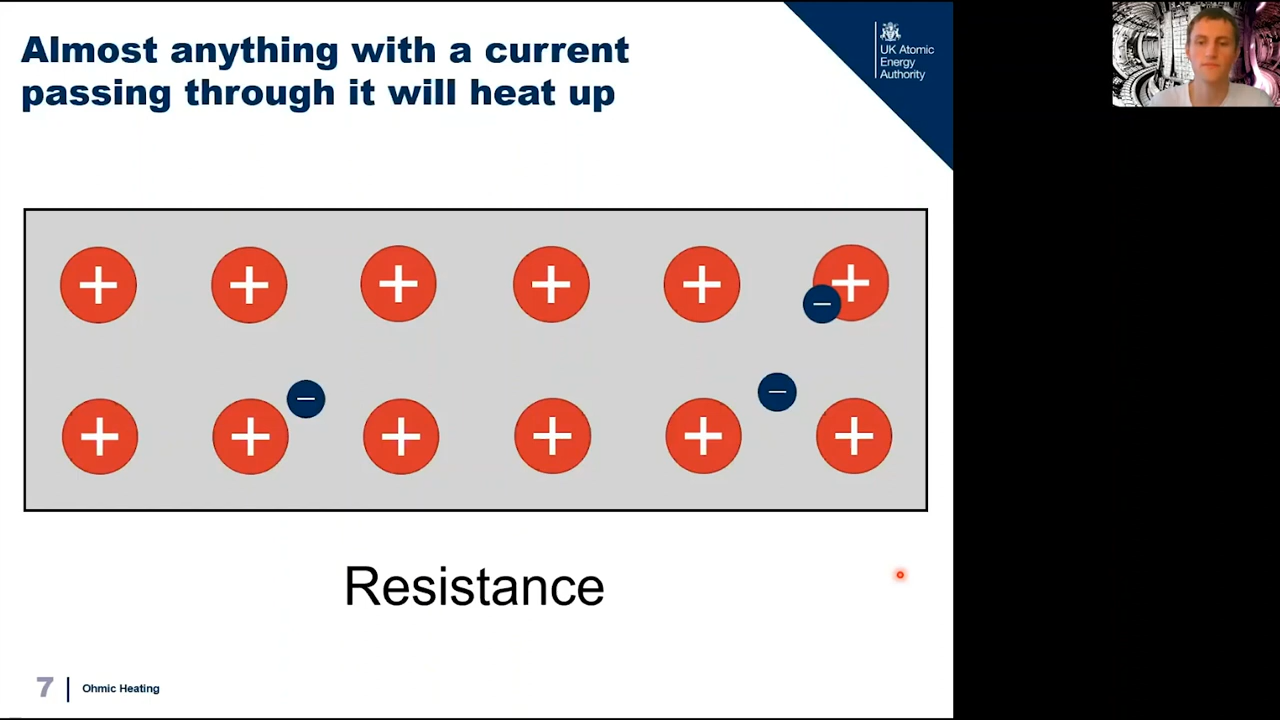 Almost anything with a current
passing through it will heat up
UK Atomic
Energy
Authority
+ + + + + +
−
− −
+ + + + + +
Resistance
7 Ohmic Heating